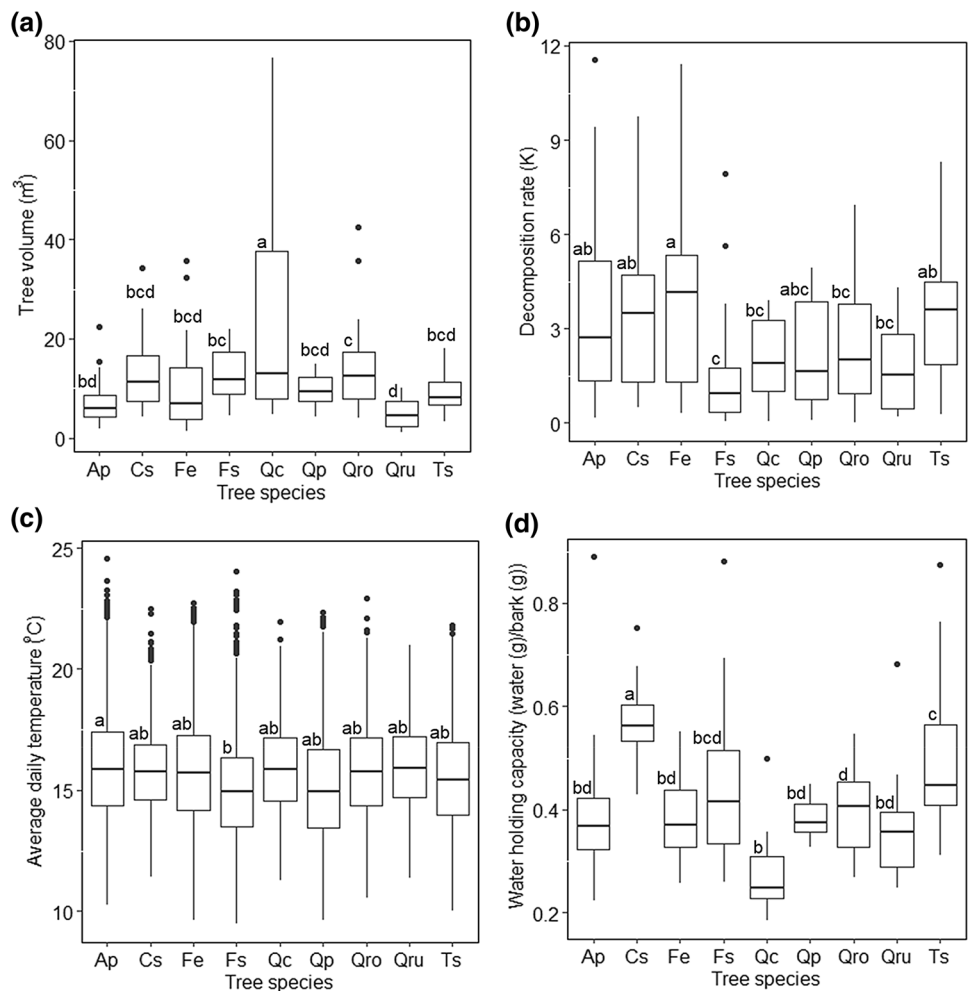 (a)
80
60
40
20
0
Tree volume (m³)
bd
bcd
bcd
bc
a
bcd
c
d
bcd
Ap Cs Fe Fs Qc Qp Qro Qru Ts
Tree species
(b)
12
9
6
3
0
Decomposition rate (K)
ab
ab
a
c
bc
abc
bc
bc
ab
Ap Cs Fe Fs Qc Qp Qro Qru Ts
Tree species
(c)
25
20
15
10
Average daily temperature (⁰C)
a
ab
ab
b
ab
ab
ab
ab
ab
Ap Cs Fe Fs Qc Qp Qro Qru Ts
Tree species
(d)
0.8
0.6
0.4
0.2
Water holding capacity (water (g)/bark (g))
bd
a
bd
bcd
b
bd
d
bd
c
Ap Cs Fe Fs Qc Qp Qro Qru Ts
Tree species